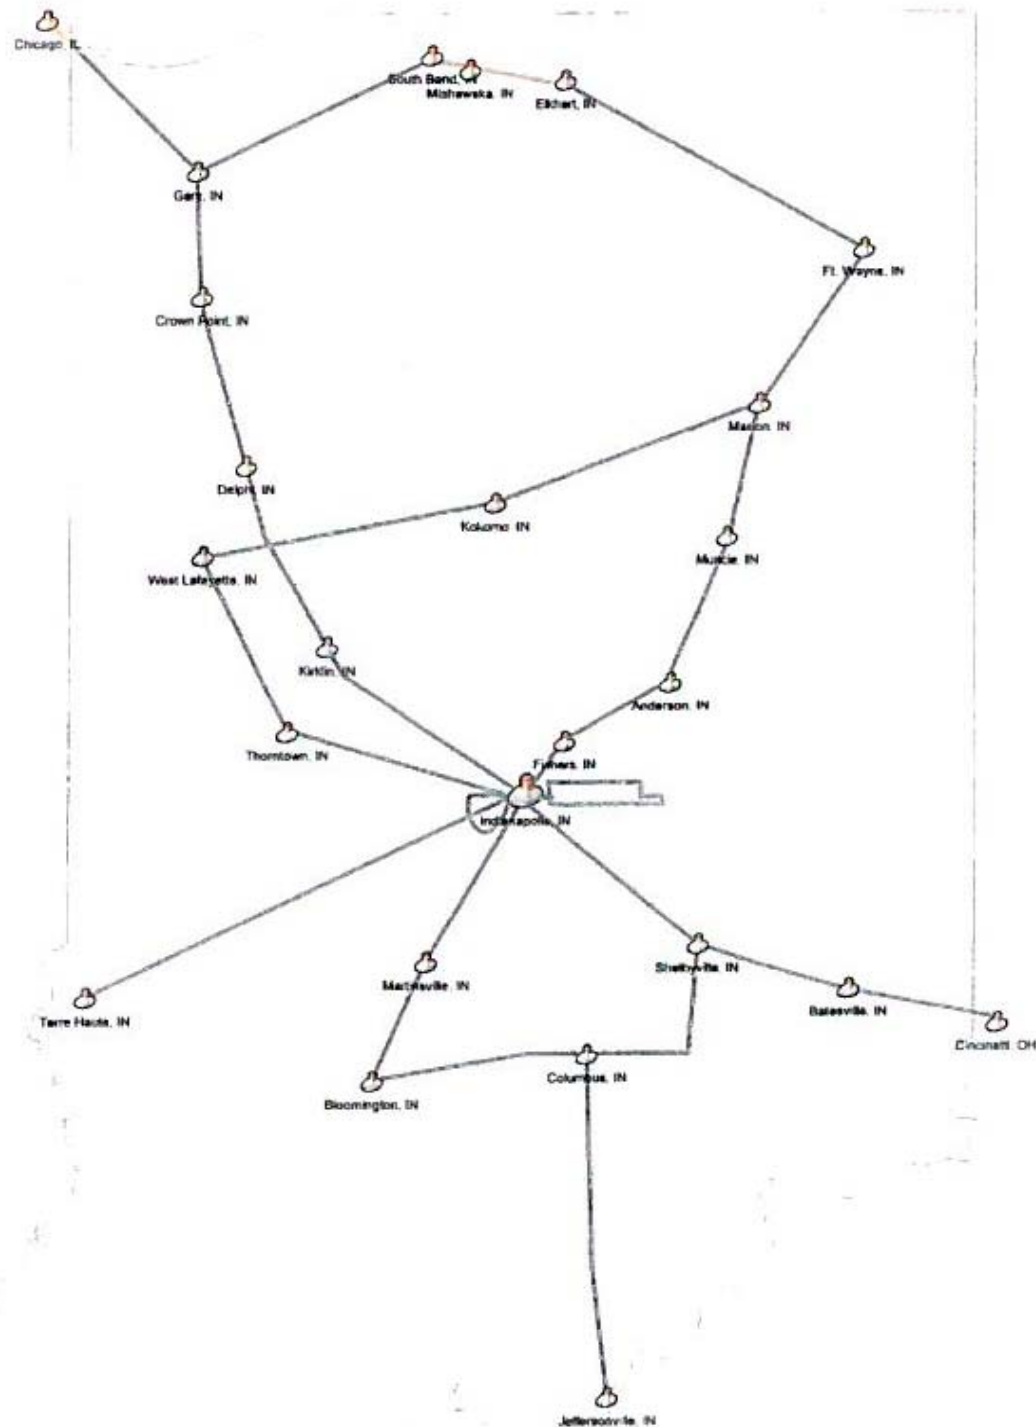 Chicago, IL
South Bend, IN
Mishawaka, IN
Elkhart, IN
Gary, IN
Ft. Wayne, IN
Crown Point, IN
Marion, IN
Delphi, IN
Kokomo, IN
Muncie, IN
West Lafayette, IN
Kirklin, IN
Anderson, IN
Thorntown, IN
Fishers, IN
Indianapolis, IN
Shelbyville, IN
Martinsville, IN
Batesville, IN
Terre Haute, IN
Cincinatti, OH
Columbus, IN
Bloomington, IN
Jeffersonville, IN